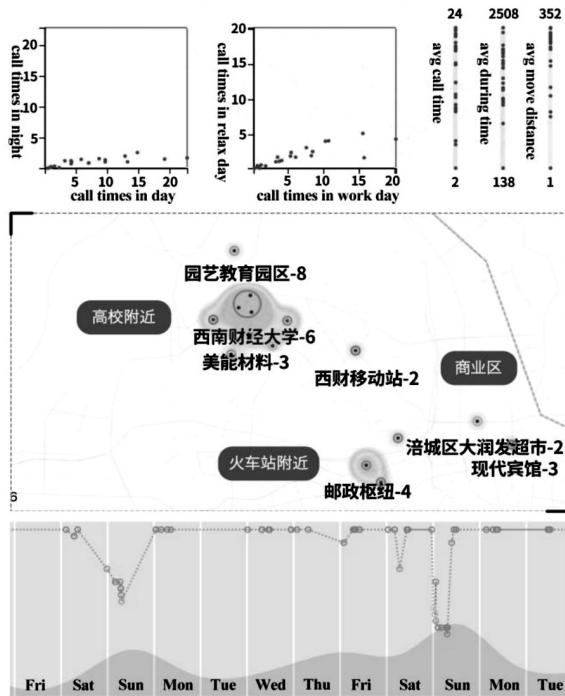 24 2508 352
20
15
10
5
call times in night
0 5 10 15 20
call times in day
20
15
10
5
call times in relax day
5 10 15 20
call times in work day
avg call time
avg during time
avg move distance
2 138 1
园艺教育园区-8
高校附近
西南财经大学-6
美能材料-3
西财移动站-2
商业区
涪城区大润发超市-2
现代宾馆-3
火车站附近
邮政枢纽-4
6
Fri Sat Sun Mon Tue Wed Thu Fri Sat Sun Mon Tue